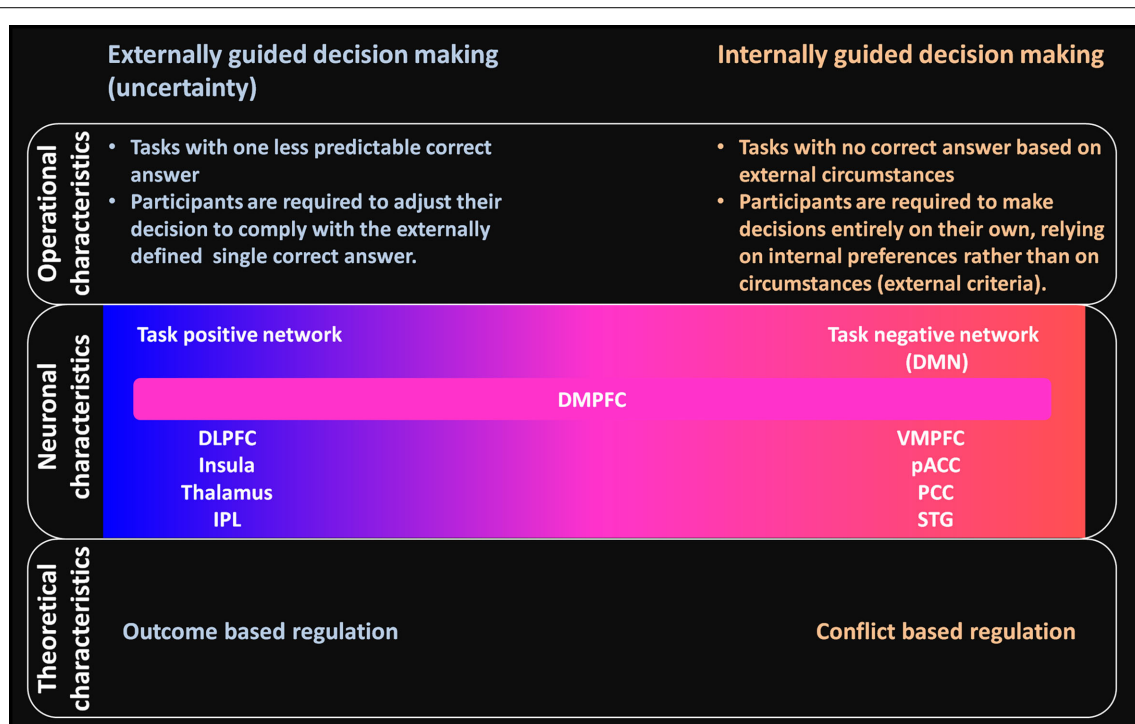 Externally guided decision making
(uncertainty)
Internally guided decision making
Operational
characteristics
• Tasks with one less predictable correct
answer
• Participants are required to adjust their
decision to comply with the externally
defined single correct answer.
• Tasks with no correct answer based on
external circumstances
• Participants are required to make
decisions entirely on their own, relying
on internal preferences rather than on
circumstances (external criteria).
Neuronal
characteristics
Task positive network
Task negative network
(DMN)
DMPFC
DLPFC
Insula
Thalamus
IPL
VMPFC
pACC
PCC
STG
Theoretical
characteristics
Outcome based regulation
Conflict based regulation